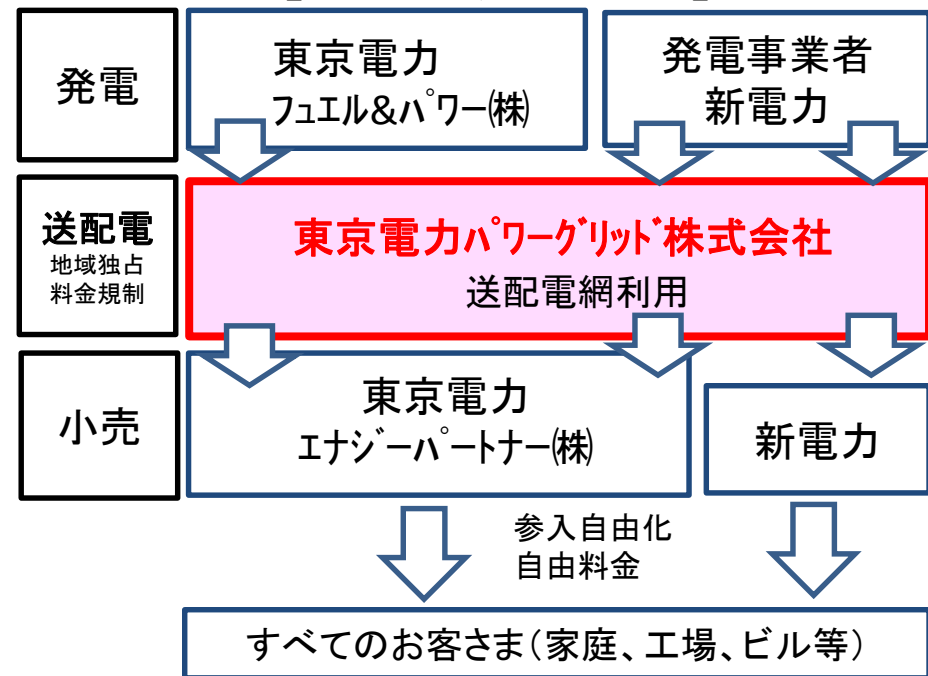 発電
東京電力
フュエル&パワー㈱
発電事業者
新電力
送配電
地域独占
料金規制
東京電力パワーグリッド株式会社
送配電網利用
小売
東京電力
エナジーパートナー㈱
新電力
参入自由化
自由料金
すべてのお客さま(家庭、工場、ビル等)